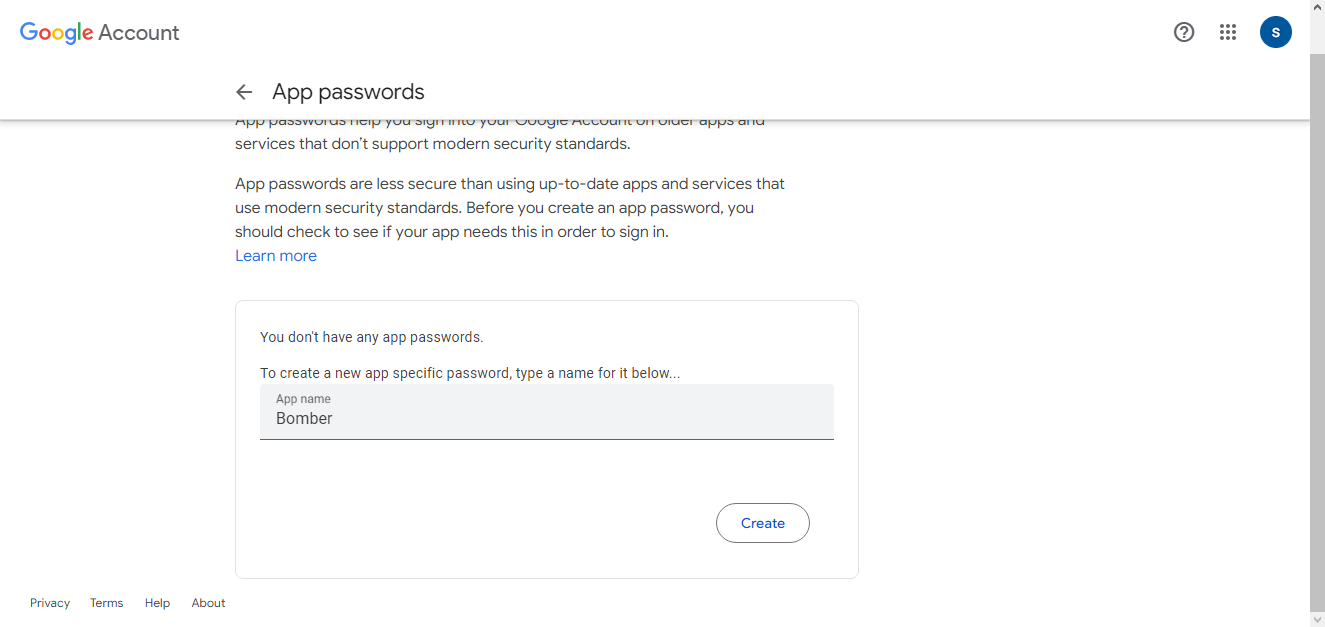 Google Account
S
App passwords
App passwords help you sign into your Google Account on older apps and
services that don't support modern security standards.
App passwords are less secure than using up-to-date apps and services that
use modern security standards. Before you create an app password, you
should check to see if your app needs this in order to sign in.
Learn more
You don't have any app passwords.
To create a new app specific password, type a name for it below...
App name
Bomber
Create
Privacy Terms Help About